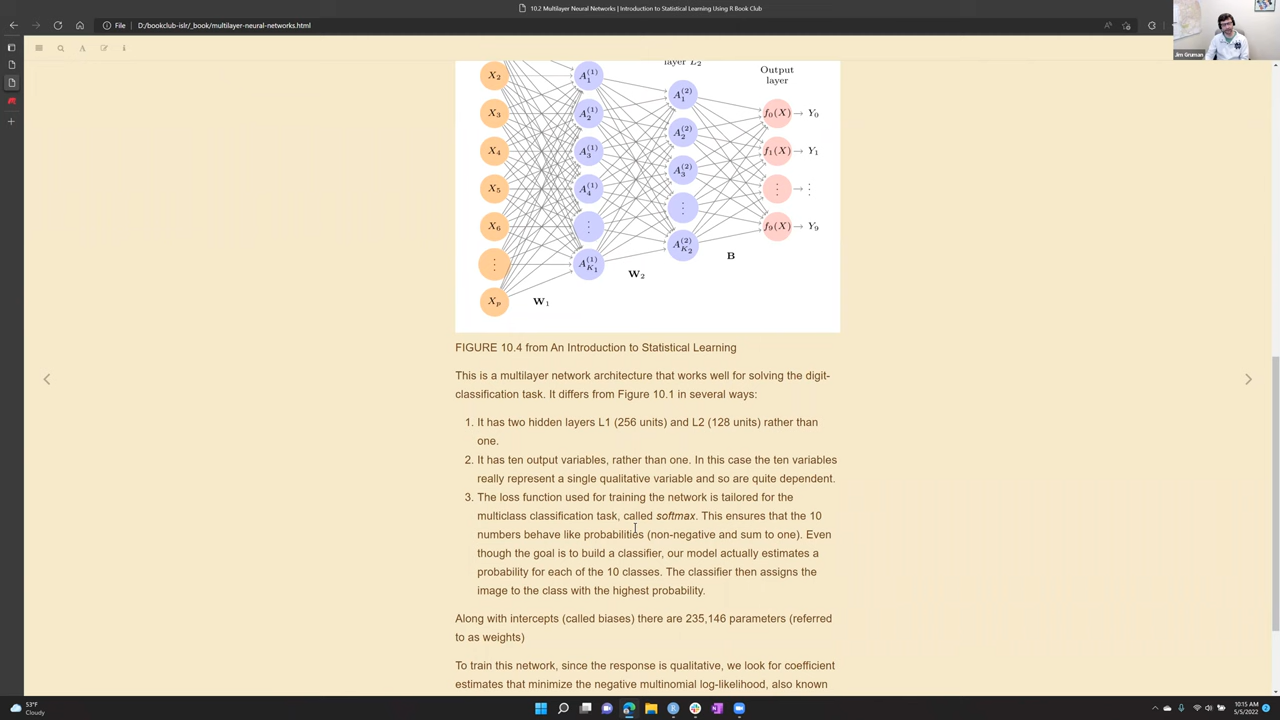 10.2 Multilayer Neural Networks | Introduction to Statistical Learning Using R Book Club
File
D:/bookclub-islr/_book/multilayer-neural-networks.html
Jim Gruman
layer L₂
Output
layer
X₂
X₃
X₄
X₅
X₆
⋮
Xₚ
A₁⁽¹⁾
A₂⁽¹⁾
A₃⁽¹⁾
A₄⁽¹⁾
⋮
A_{K₁}^{(1)}
A₁⁽²⁾
A₂⁽²⁾
A₃⁽²⁾
⋮
A_{K₂}^{(2)}
f₀(X) → Y₀
f₁(X) → Y₁
⋮ → ⋮
f₉(X) → Y₉
W₁
W₂
B
FIGURE 10.4 from An Introduction to Statistical Learning
This is a multilayer network architecture that works well for solving the digit-
classification task. It differs from Figure 10.1 in several ways:
1. It has two hidden layers L1 (256 units) and L2 (128 units) rather than
one.
2. It has ten output variables, rather than one. In this case the ten variables
really represent a single qualitative variable and so are quite dependent.
3. The loss function used for training the network is tailored for the
multiclass classification task, called softmax. This ensures that the 10
numbers behave like probabilities (non-negative and sum to one). Even
though the goal is to build a classifier, our model actually estimates a
probability for each of the 10 classes. The classifier then assigns the
image to the class with the highest probability.
Along with intercepts (called biases) there are 235,146 parameters (referred
to as weights)
To train this network, since the response is qualitative, we look for coefficient
estimates that minimize the negative multinomial log-likelihood, also known
53°F
Cloudy
10:15 AM
5/5/2022